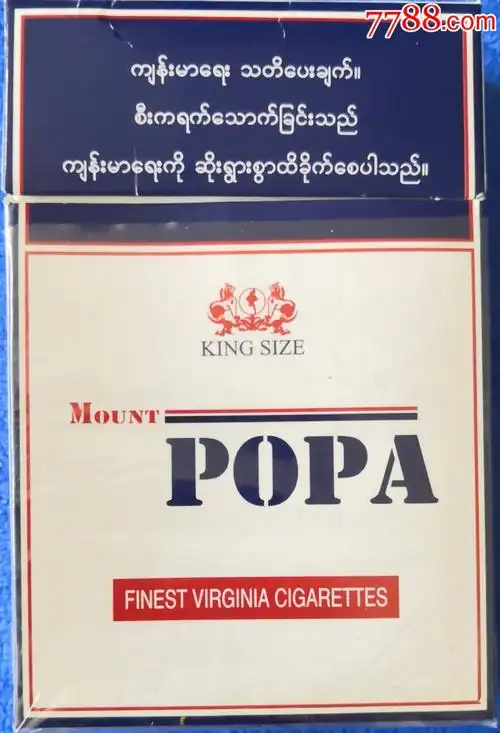 7788.com
ကျန်းမာရေး သတိပေးချက်။
စီးကရက်သောက်ခြင်းသည်
ကျန်းမာရေးကို ဆိုးရွားစွာထိခိုက်စေပါသည်။
KING SIZE
MOUNT
POPA
FINEST VIRGINIA CIGARETTES